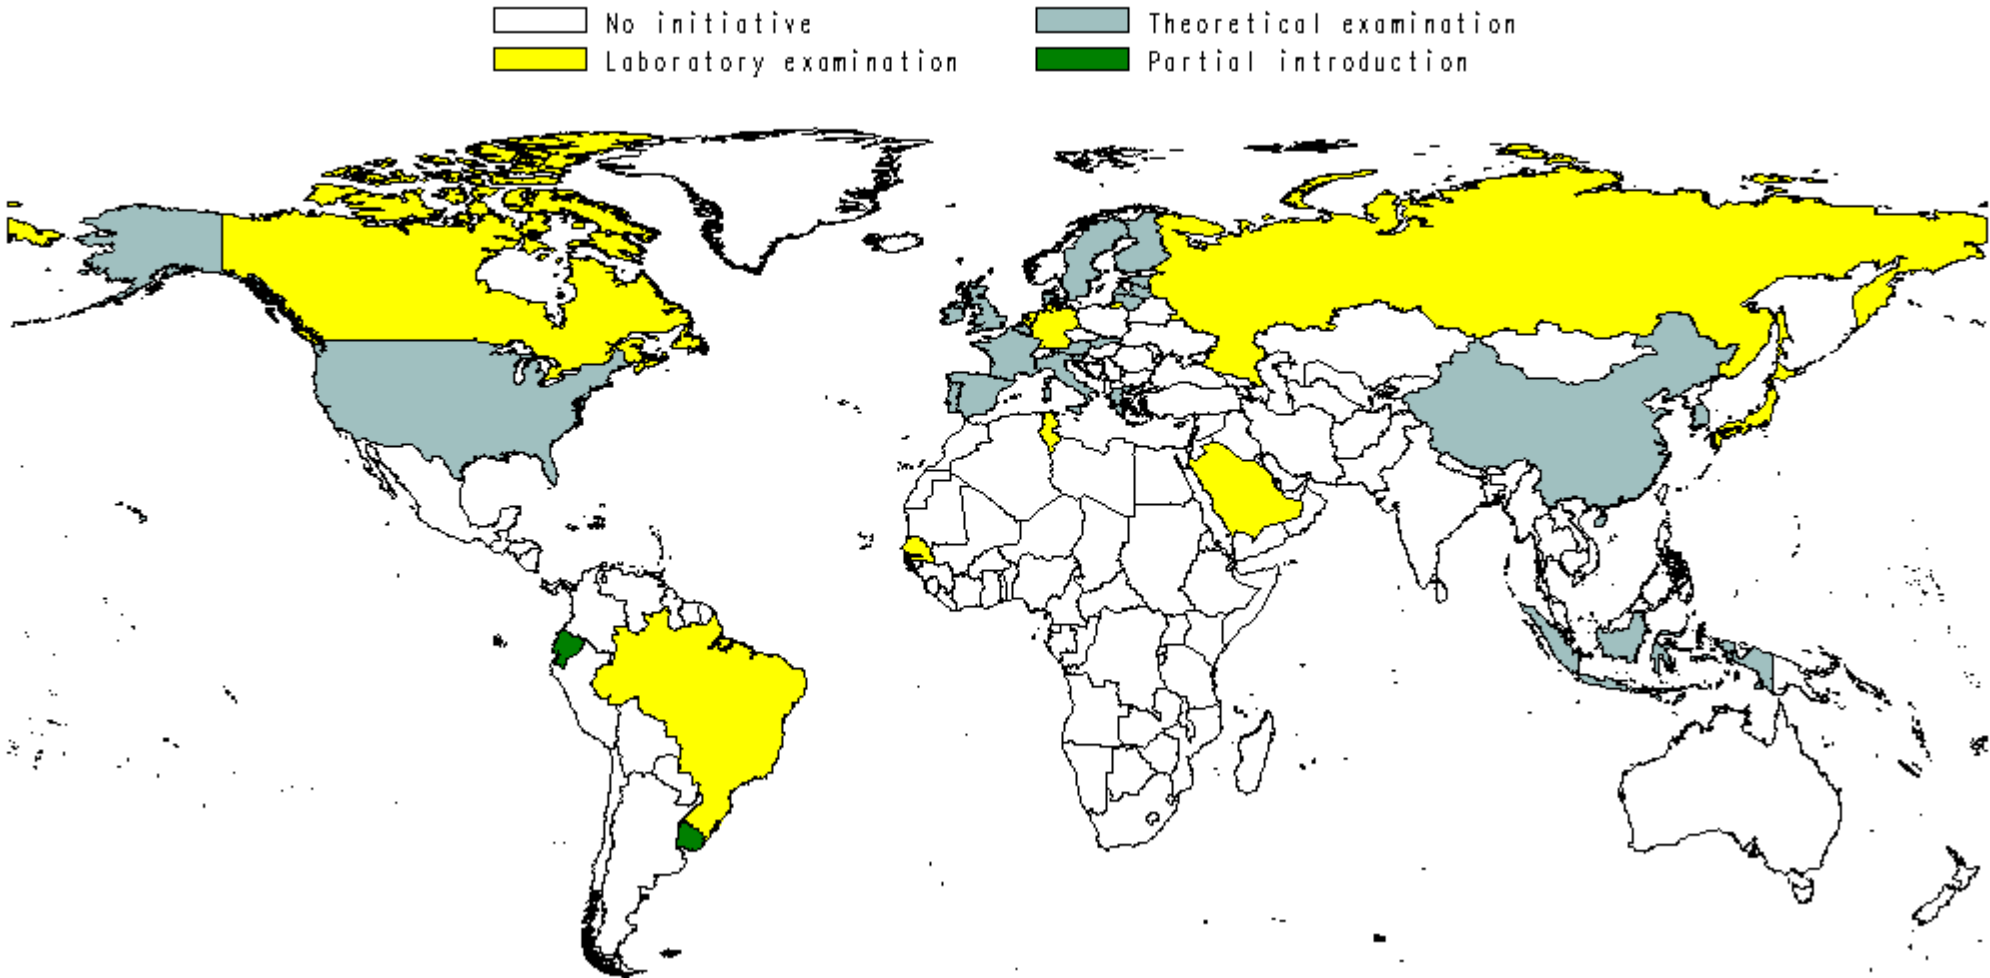 No initiative
Theoretical examination
Laboratory examination
Partial introduction